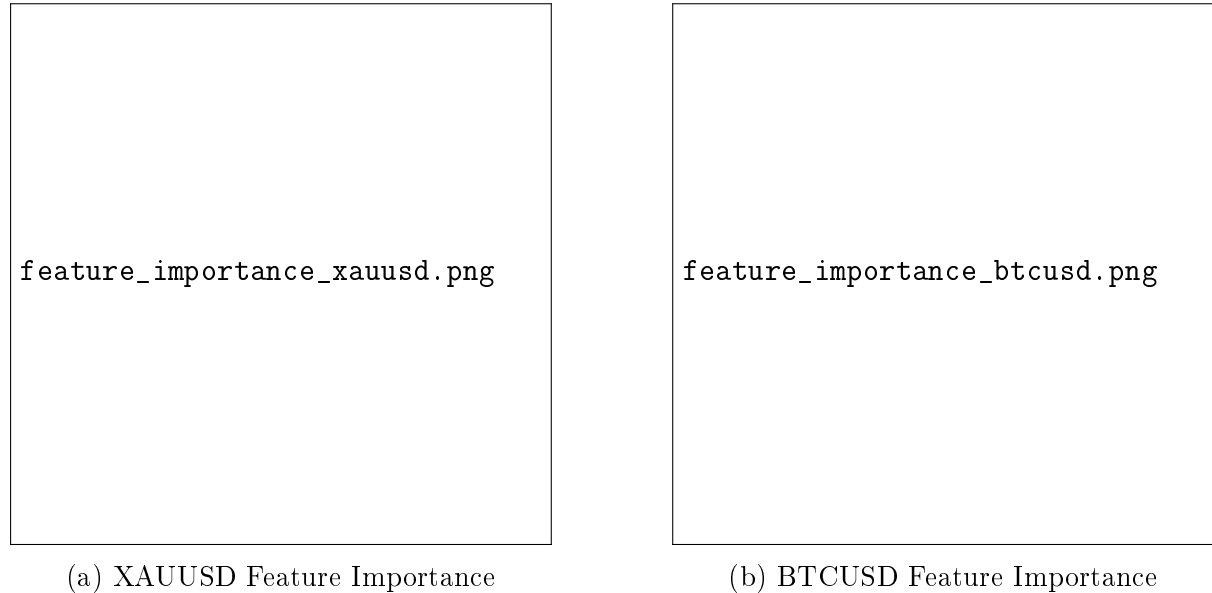 feature_importance_xauusd.png
feature_importance_btcusd.png
(a) XAUUSD Feature Importance
(b) BTCUSD Feature Importance